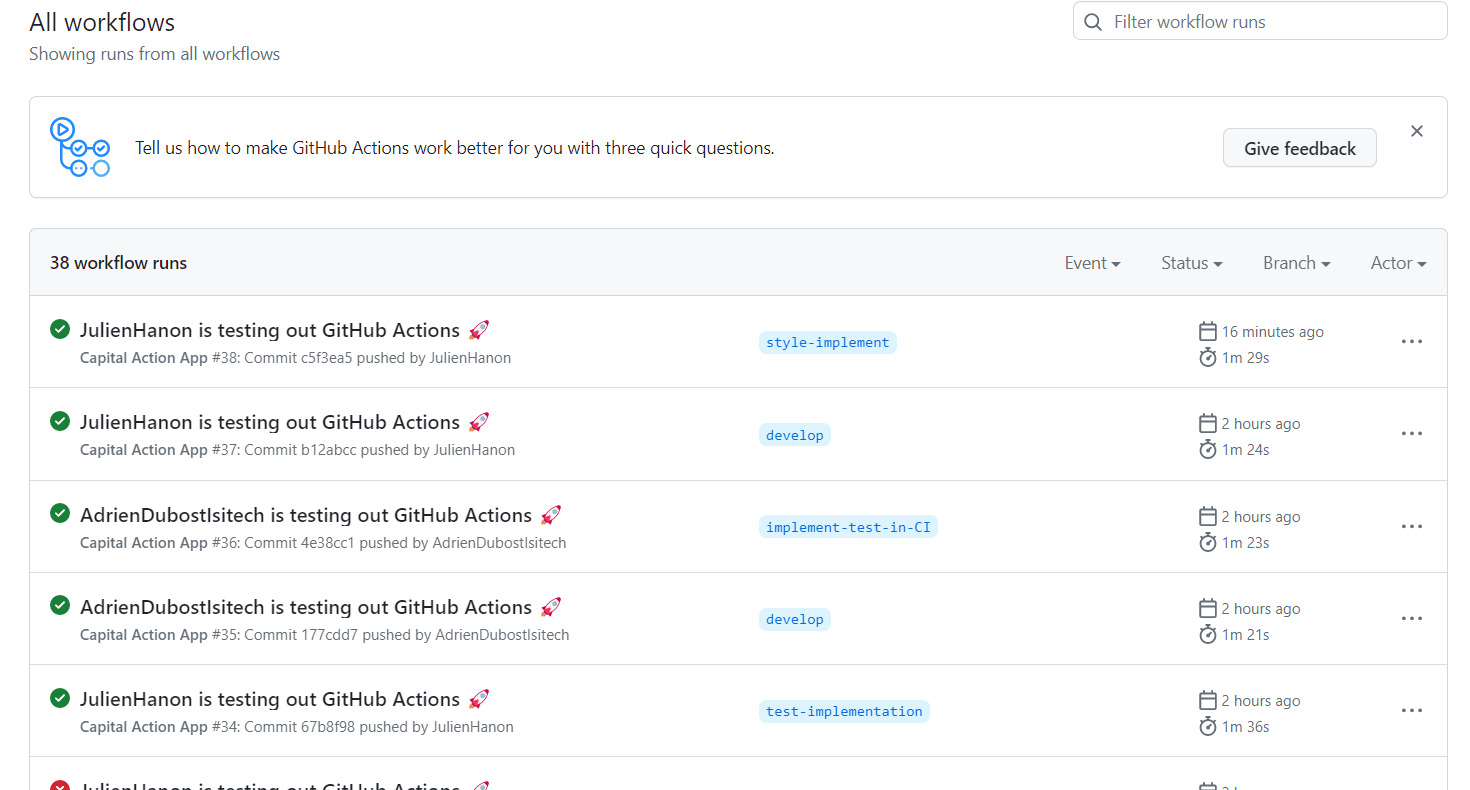 All workflows
Filter workflow runs
Showing runs from all workflows
Tell us how to make GitHub Actions work better for you with three quick questions.
Give feedback
38 workflow runs
Event
Status
Branch
Actor
JulienHanon is testing out GitHub Actions 🚀
Capital Action App #38: Commit c5f3ea5 pushed by JulienHanon
style-implement
16 minutes ago
1m 29s
JulienHanon is testing out GitHub Actions 🚀
Capital Action App #37: Commit b12abcc pushed by JulienHanon
develop
2 hours ago
1m 24s
AdrienDubostIsitech is testing out GitHub Actions 🚀
Capital Action App #36: Commit 4e38cc1 pushed by AdrienDubostIsitech
implement-test-in-CI
2 hours ago
1m 23s
AdrienDubostIsitech is testing out GitHub Actions 🚀
Capital Action App #35: Commit 177cdd7 pushed by AdrienDubostIsitech
develop
2 hours ago
1m 21s
JulienHanon is testing out GitHub Actions 🚀
Capital Action App #34: Commit 67b8f98 pushed by JulienHanon
test-implementation
2 hours ago
1m 36s
JulienHanon is testing out GitHub Actions 🚀